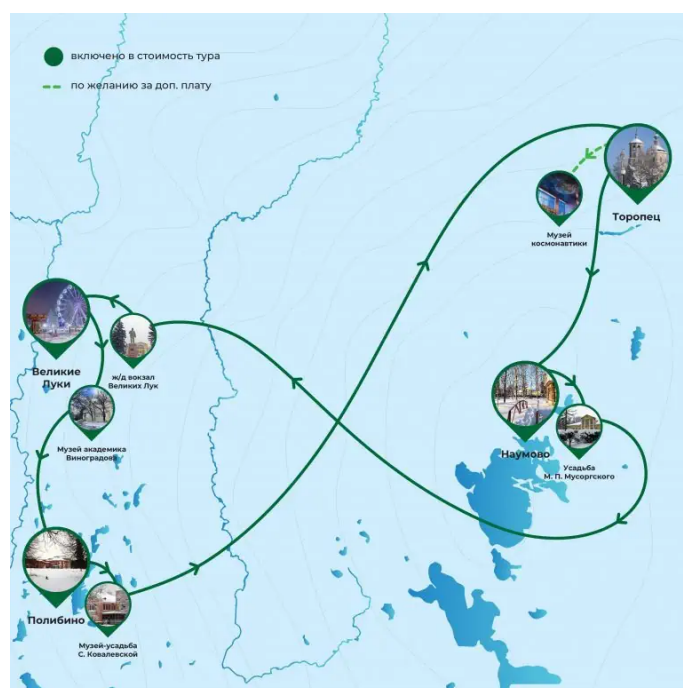 включено в стоимость тура
по желанию за доп. плату
Торопец
Музей
космонавтики
Великие
Луки
ж/д вокзал
Великих Лук
Музей академика
Виноградова
Наумово
Усадьба
М. П. Мусоргского
Полибино
Музей-усадьба
С. Ковалевской